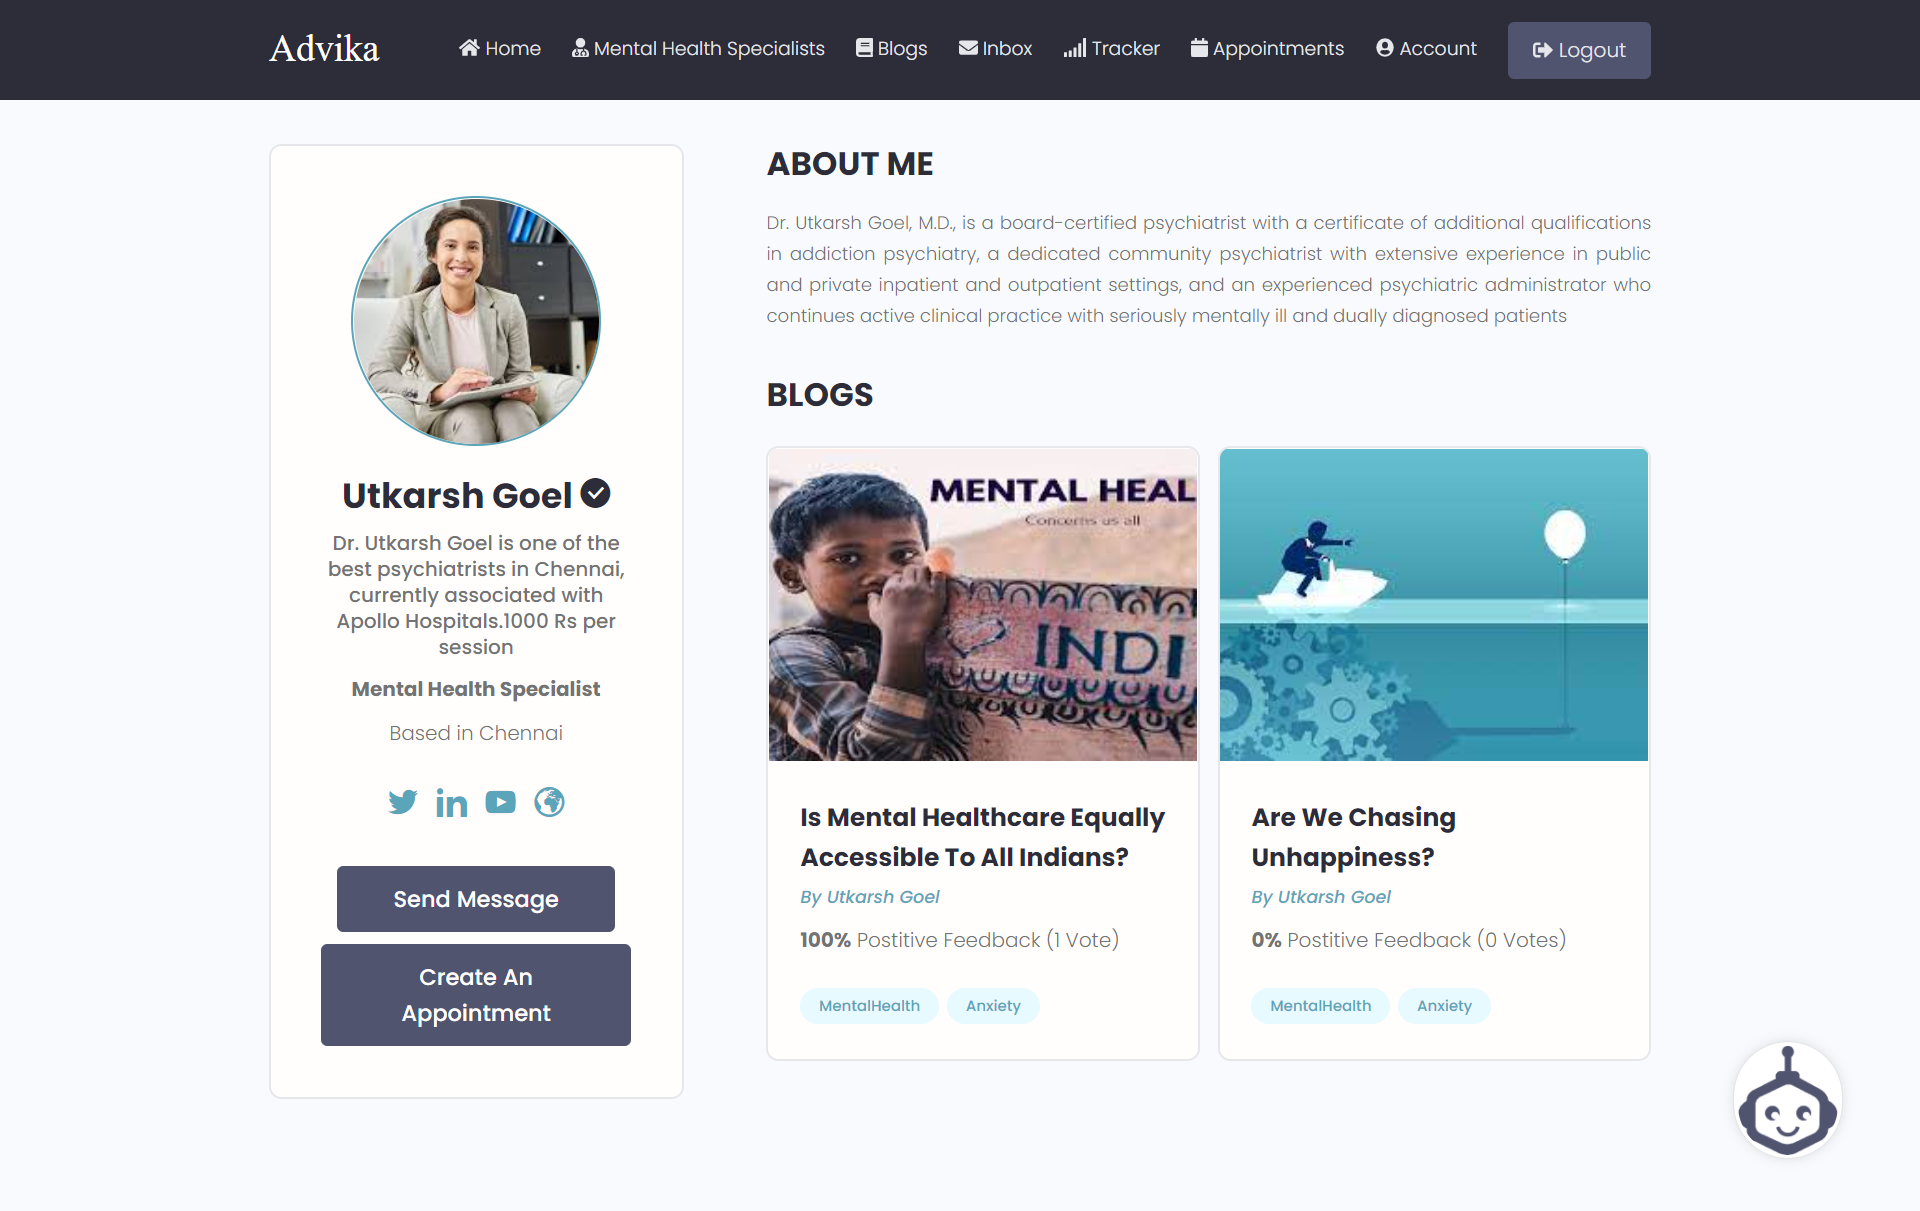 Advika
Home
Mental Health Specialists
Blogs
Inbox
Tracker
Appointments
Account
Logout
Utkarsh Goel
Dr. Utkarsh Goel is one of the
best psychiatrists in Chennai,
currently associated with
Apollo Hospitals.1000 Rs per
session
Mental Health Specialist
Based in Chennai
Send Message
Create An
Appointment
ABOUT ME
Dr. Utkarsh Goel, M.D., is a board-certified psychiatrist with a certificate of additional qualifications
in addiction psychiatry, a dedicated community psychiatrist with extensive experience in public
and private inpatient and outpatient settings, and an experienced psychiatric administrator who
continues active clinical practice with seriously mentally ill and dually diagnosed patients
BLOGS
MENTAL HEAL
Concerns us all
INDI
Is Mental Healthcare Equally
Accessible To All Indians?
By Utkarsh Goel
100% Postitive Feedback (1 Vote)
MentalHealth
Anxiety
Are We Chasing
Unhappiness?
By Utkarsh Goel
0% Postitive Feedback (0 Votes)
MentalHealth
Anxiety